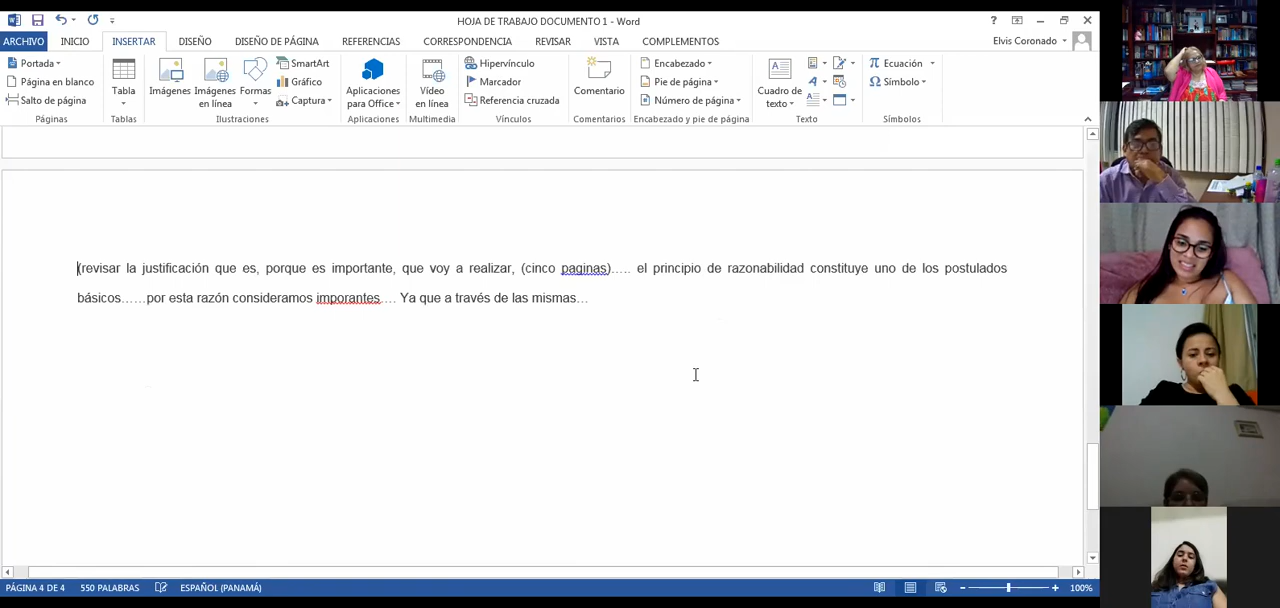 HOJA DE TRABAJO DOCUMENTO 1 - Word
ARCHIVO INICIO INSERTAR DISEÑO DISEÑO DE PÁGINA REFERENCIAS CORRESPONDENCIA REVISAR VISTA COMPLEMENTOS Elvis Coronado
Portada
Página en blanco
Salto de página
Páginas
Tabla
Tablas
Imágenes
Imágenes en línea
Formas
SmartArt
Gráfico
Captura
Ilustraciones
Aplicaciones para Office
Aplicaciones
Vídeo en línea
Multimedia
Hipervínculo
Marcador
Referencia cruzada
Vínculos
Comentario
Comentarios
Encabezado
Pie de página
Número de página
Encabezado y pie de página
Cuadro de texto
Texto
Ecuación
Símbolo
Símbolos
(revisar la justificación que es, porque es importante, que voy a realizar, (cinco paginas)..... el principio de razonabilidad constituye uno de los postulados
básicos……por esta razón consideramos imporantes.... Ya que a través de las mismas…
PÁGINA 4 DE 4 550 PALABRAS ESPAÑOL (PANAMÁ) 100%